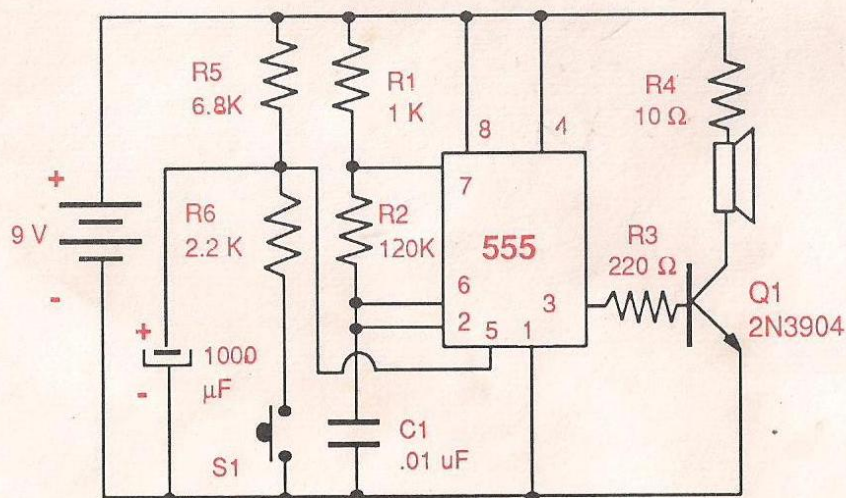 R5
6.8K
R1
1 K
R4
10 Ω
8
4
+
9 V
-
R6
2.2 K
7
R2
120K
555
R3
220 Ω
6
2
3
5
1
Q1
2N3904
+
1000
µF
-
S1
C1
.01 uF